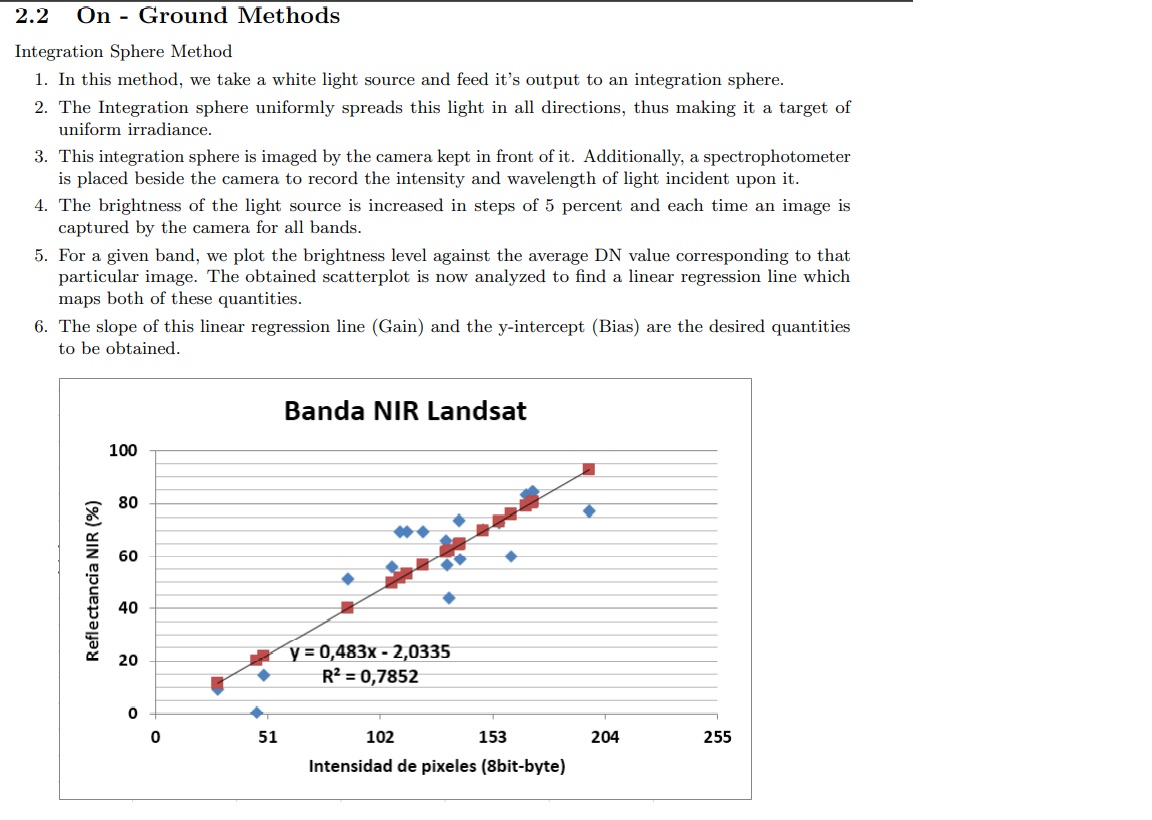 2.2 On - Ground Methods
Integration Sphere Method
1. In this method, we take a white light source and feed it's output to an integration sphere.
2. The Integration sphere uniformly spreads this light in all directions, thus making it a target of
uniform irradiance.
3. This integration sphere is imaged by the camera kept in front of it. Additionally, a spectrophotometer
is placed beside the camera to record the intensity and wavelength of light incident upon it.
4. The brightness of the light source is increased in steps of 5 percent and each time an image is
captured by the camera for all bands.
5. For a given band, we plot the brightness level against the average DN value corresponding to that
particular image. The obtained scatterplot is now analyzed to find a linear regression line which
maps both of these quantities.
6. The slope of this linear regression line (Gain) and the y-intercept (Bias) are the desired quantities
to be obtained.
Banda NIR Landsat
Reflectancia NIR (%)
100
80
60
40
20
0
y = 0,483x - 2,0335
R² = 0,7852
0 51 102 153 204 255
Intensidad de pixeles (8bit-byte)